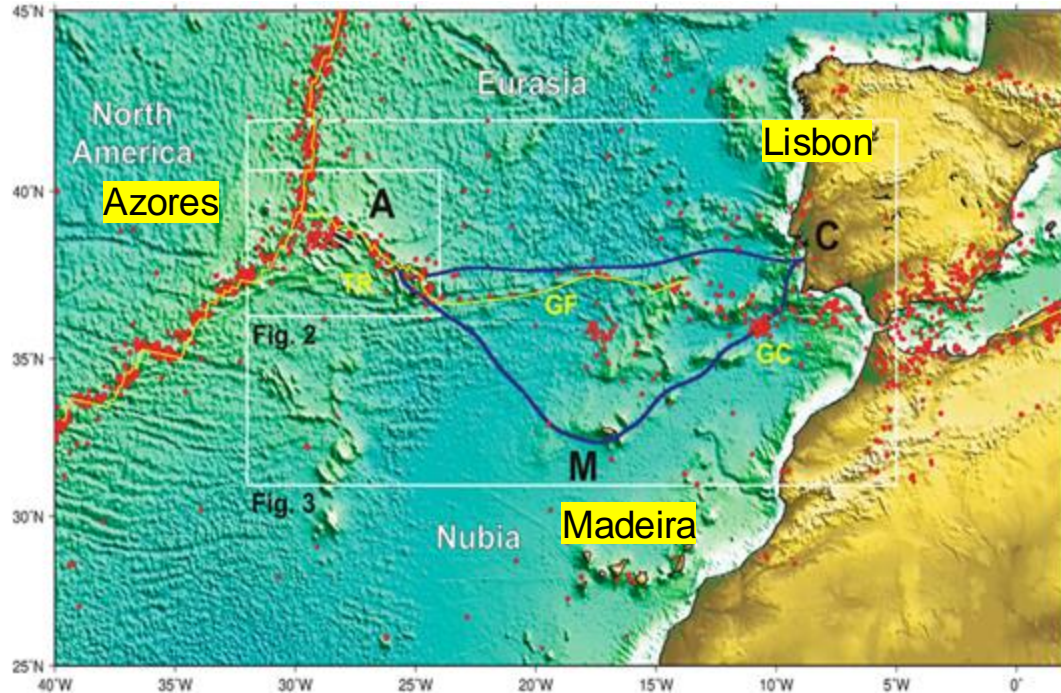 45°N
Eurasia
North
America
Lisbon
40°N
Azores
A
C
TR
GF
Fig. 2
GC
35°N
M
Fig. 3
30°N
Madeira
Nubia
25°N
40°W
35°W
30°W
25°W
20°W
15°W
10°W
5°W
0°